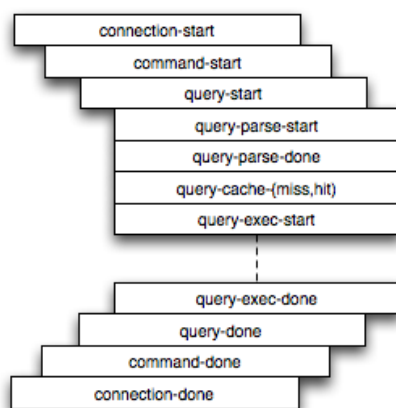 connection-start
command-start
query-start
query-parse-start
query-parse-done
query-cache-(miss,hit)
query-exec-start
query-exec-done
query-done
command-done
connection-done